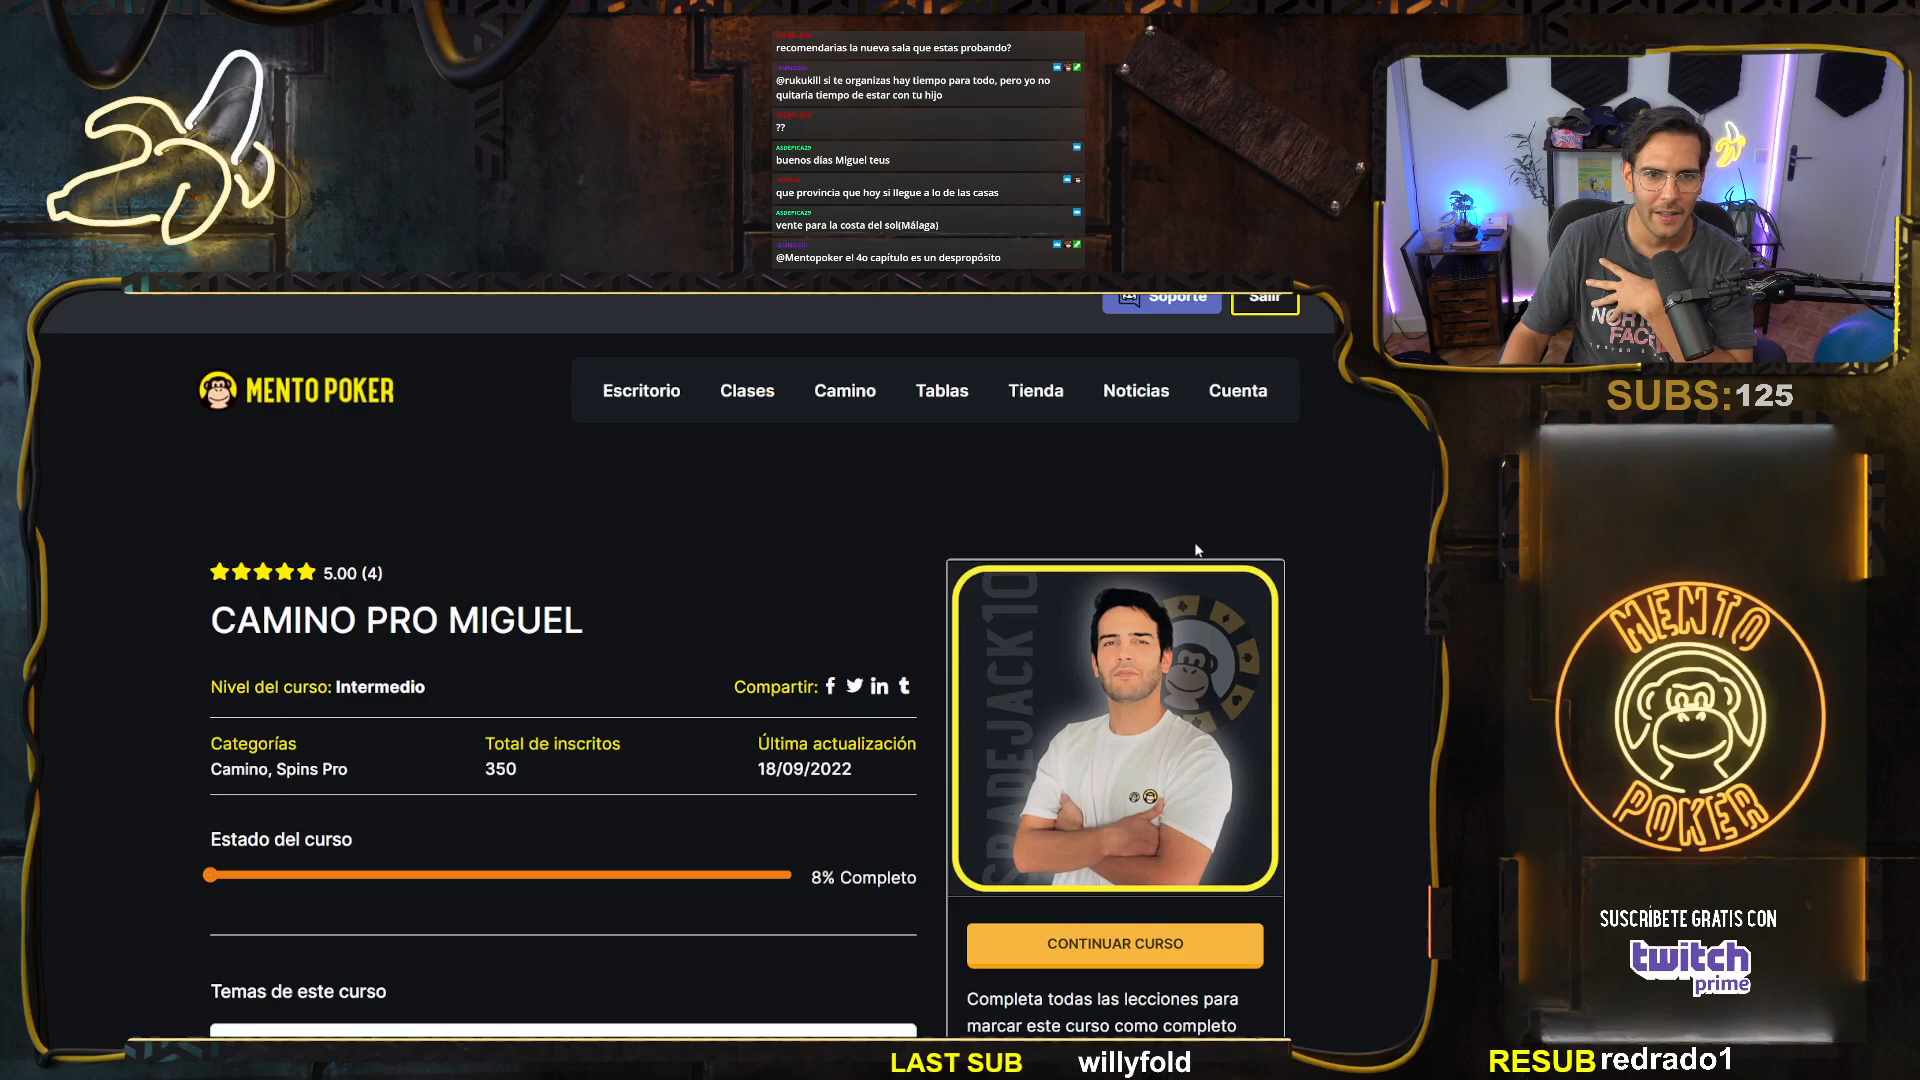 recomendarias la nueva sala que estas probando?
@rukukill si te organizas hay tiempo para todo, pero yo no
quitaría tiempo de estar con tu hijo
??
ASDEPICA29
buenos días Miguel teus
que provincia que hoy si llegue a lo de las casas
ASDEPICA29
vente para la costa del sol(Málaga)
@Mentopoker el 4o capítulo es un despropósito
Soporte
Salir
MENTO POKER
Escritorio Clases Camino Tablas Tienda Noticias Cuenta
5.00 (4)
CAMINO PRO MIGUEL
Nivel del curso: Intermedio
Compartir:
Categorías
Camino, Spins Pro
Total de inscritos
350
Última actualización
18/09/2022
Estado del curso
8% Completo
Temas de este curso
SPADEJACK10
CONTINUAR CURSO
Completa todas las lecciones para
marcar este curso como completo
NORTH
FACE
SUBS:125
MENTO
POKER
SUSCRÍBETE GRATIS CON
twitch
prime
LAST SUB willyfold
RESUB redrado1